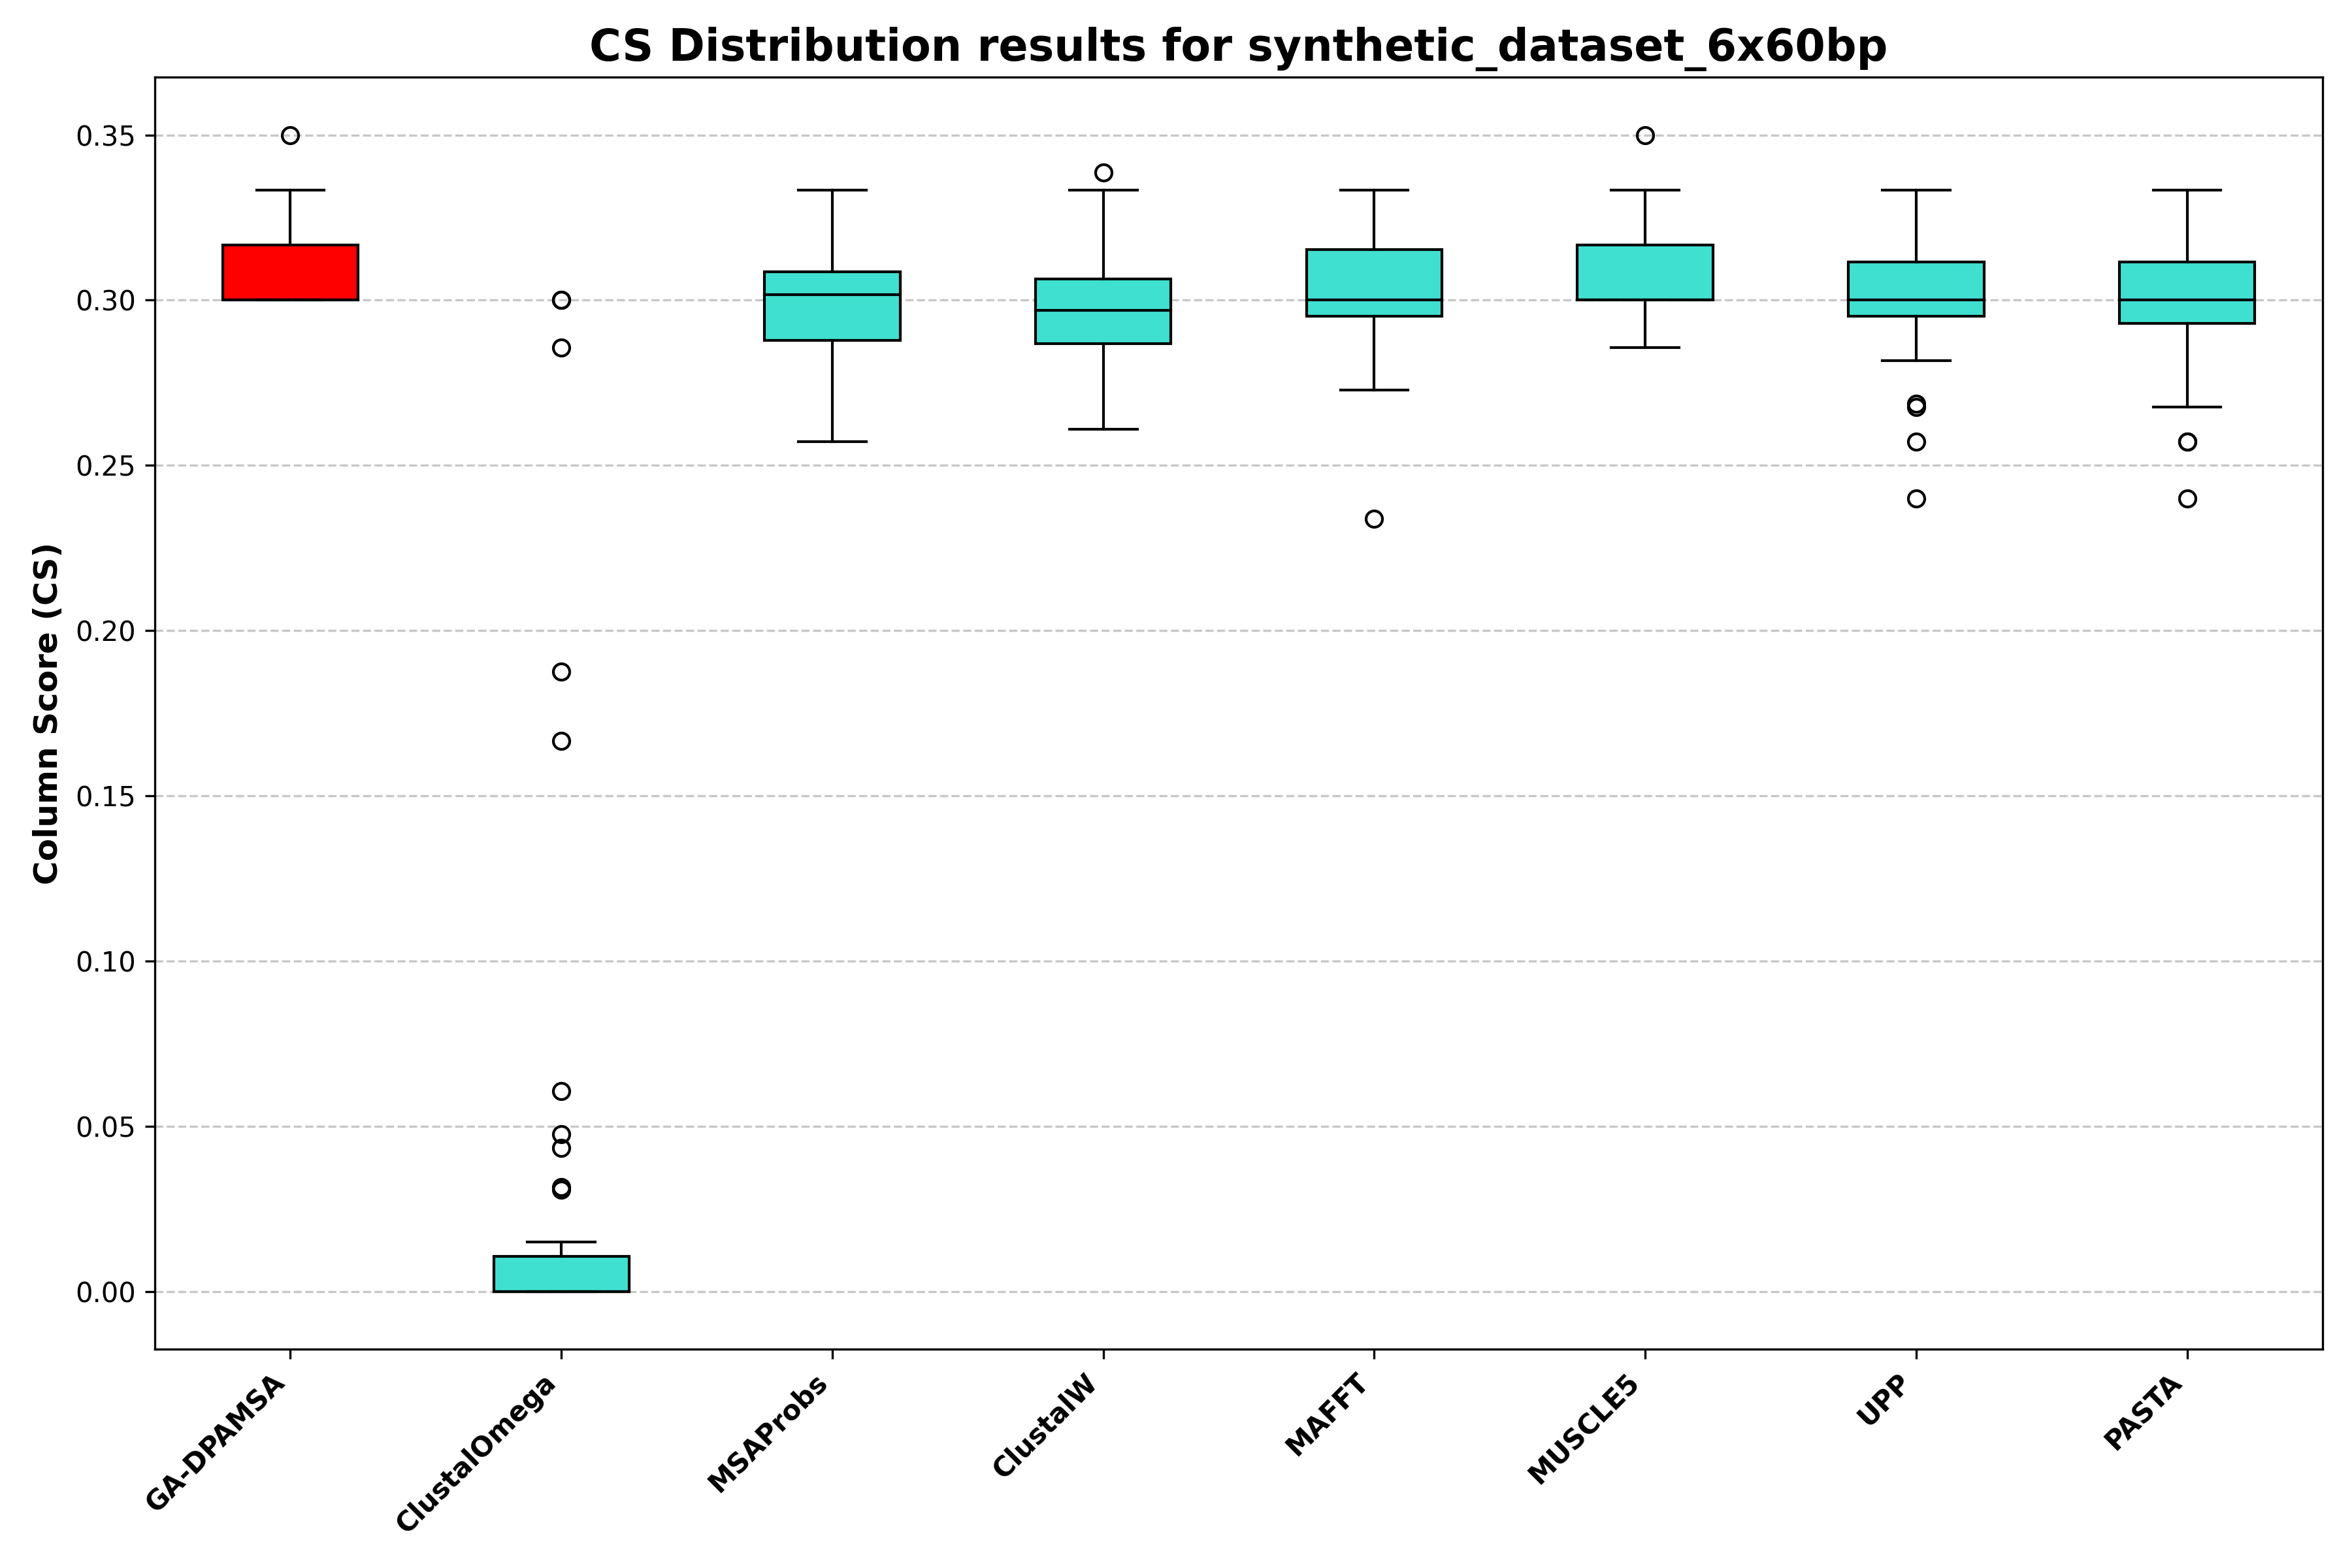 CS Distribution results for synthetic_dataset_6x60bp
Column Score (CS)
0.35
0.30
0.25
0.20
0.15
0.10
0.05
0.00
GA-DPAMSA
ClustalOmega
MSAProbs
ClustalW
MAFFT
MUSCLE5
UPP
PASTA